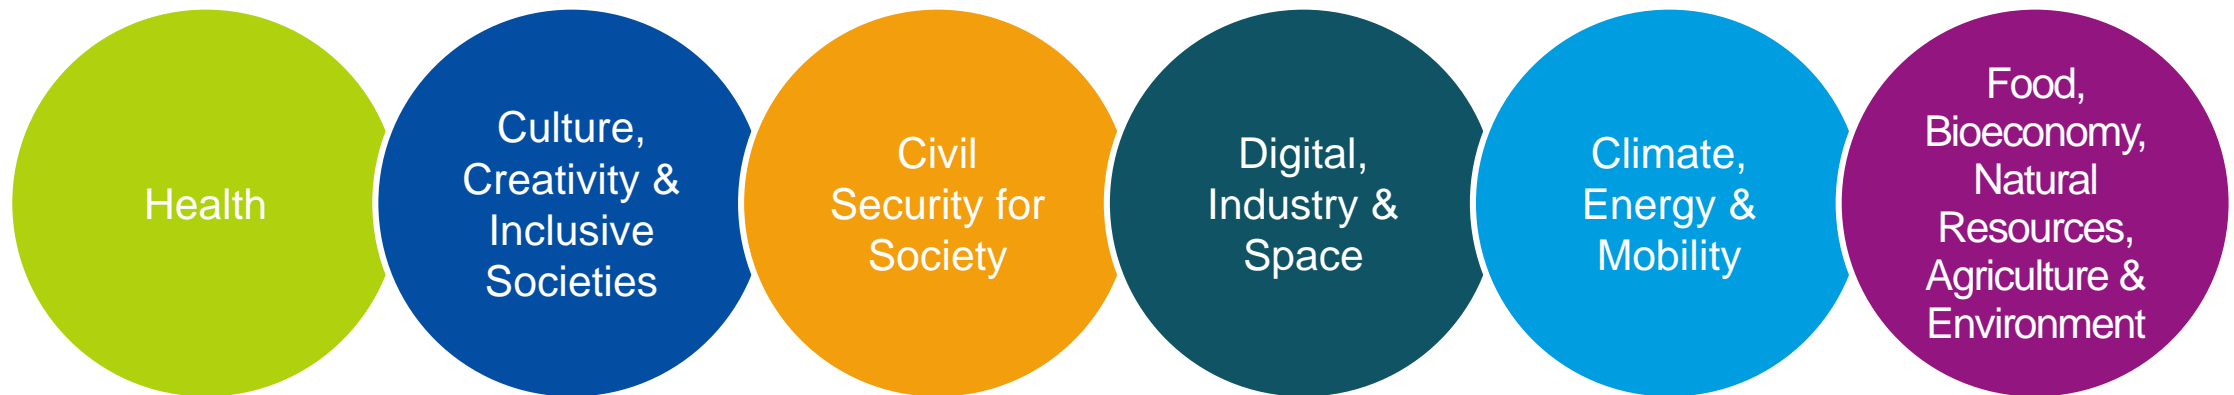 Health
Culture,
Creativity &
Inclusive
Societies
Civil
Security for
Society
Digital,
Industry &
Space
Climate,
Energy &
Mobility
Food,
Bioeconomy,
Natural
Resources,
Agriculture &
Environment